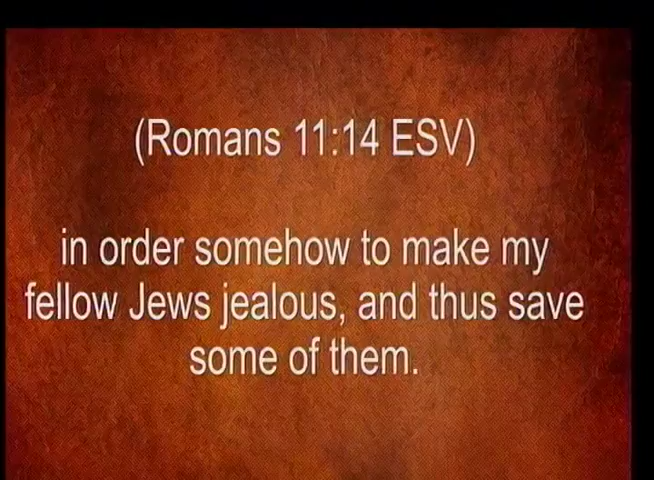 (Romans 11:14 ESV)
in order somehow to make my
fellow Jews jealous, and thus save
some of them.